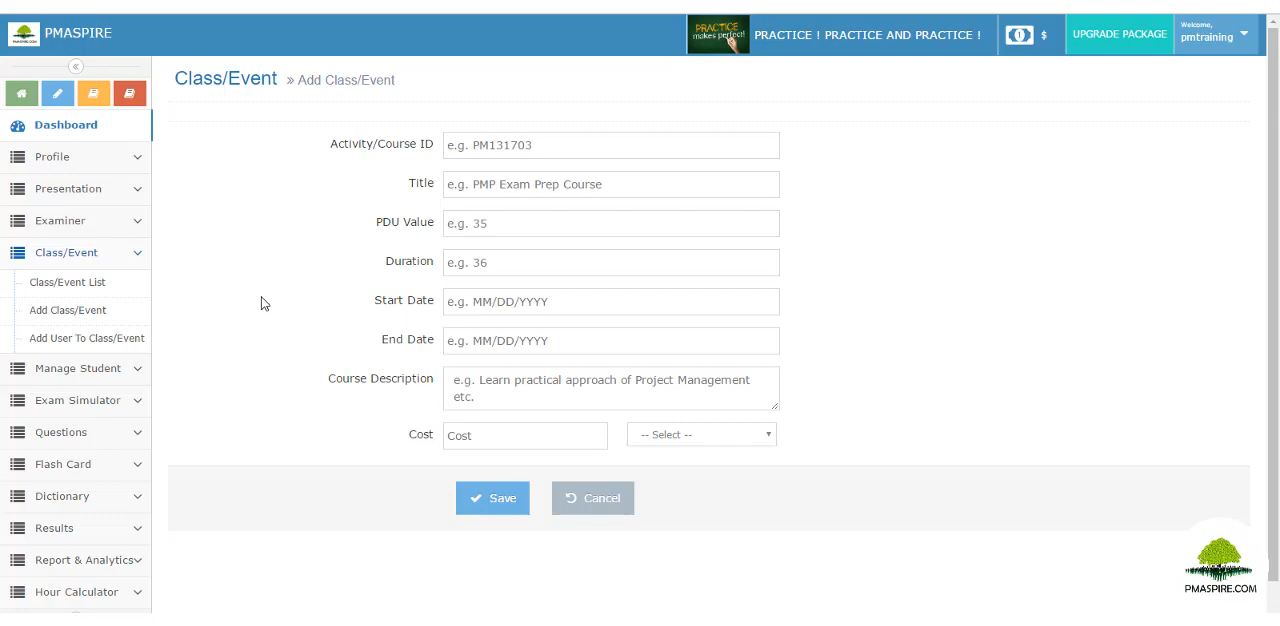 PMASPIRE
PRACTICE makes perfect!
PRACTICE ! PRACTICE AND PRACTICE !
$
UPGRADE PACKAGE
Welcome,
pmtraining
Class/Event » Add Class/Event
Dashboard
Profile
Presentation
Examiner
Class/Event
Class/Event List
Add Class/Event
Add User To Class/Event
Manage Student
Exam Simulator
Questions
Flash Card
Dictionary
Results
Report & Analytics
Hour Calculator
Activity/Course ID
e.g. PM131703
Title
e.g. PMP Exam Prep Course
PDU Value
e.g. 35
Duration
e.g. 36
Start Date
e.g. MM/DD/YYYY
End Date
e.g. MM/DD/YYYY
Course Description
e.g. Learn practical approach of Project Management
etc.
Cost
Cost
-- Select --
Save
Cancel
PMASPIRE.COM